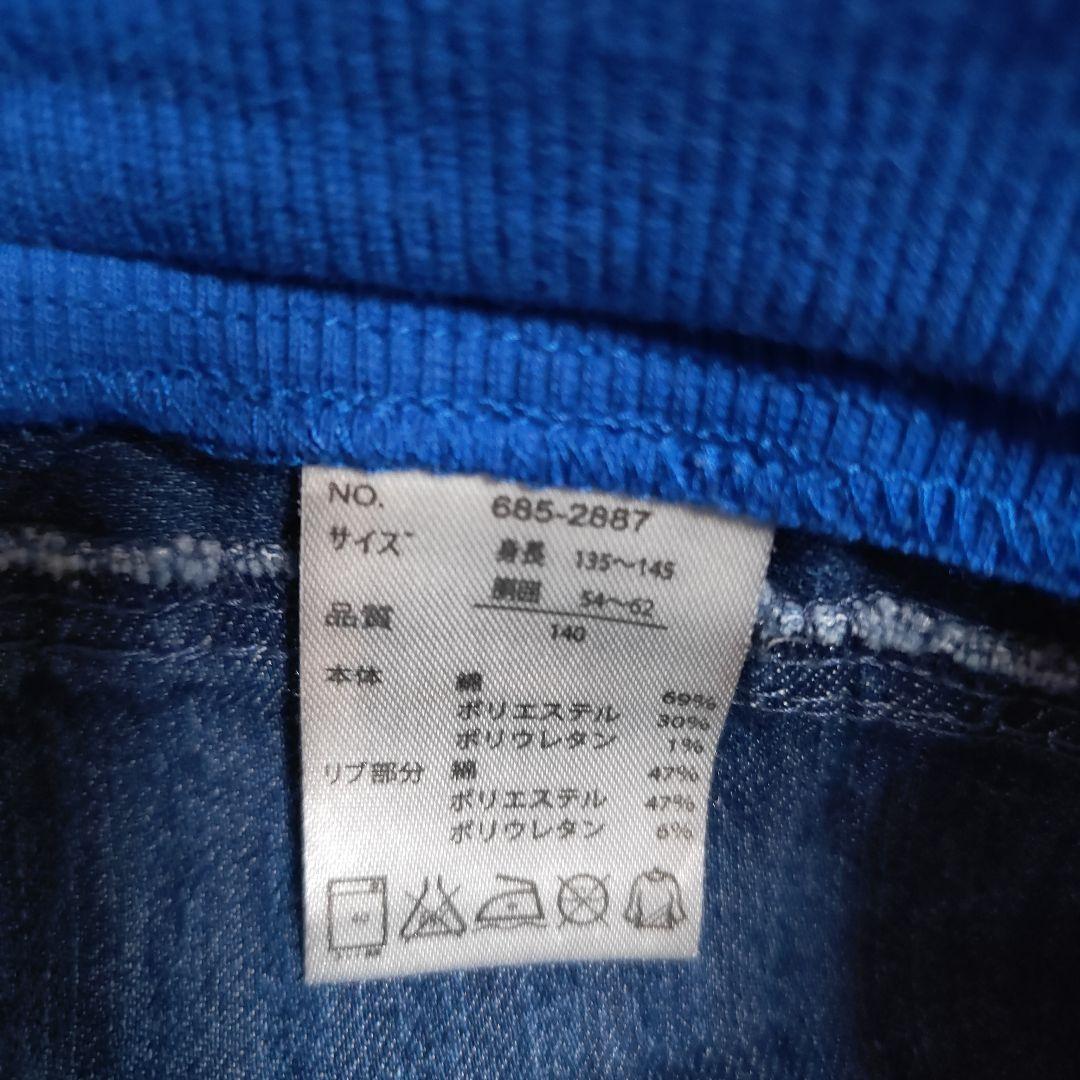 NO. 685-2887
サイズ 身長 135～145
胴囲 54～62
140
品質
本体 綿 69%
ポリエステル 30%
ポリウレタン 1%
リブ部分 綿 47%
ポリエステル 47%
ポリウレタン 6%